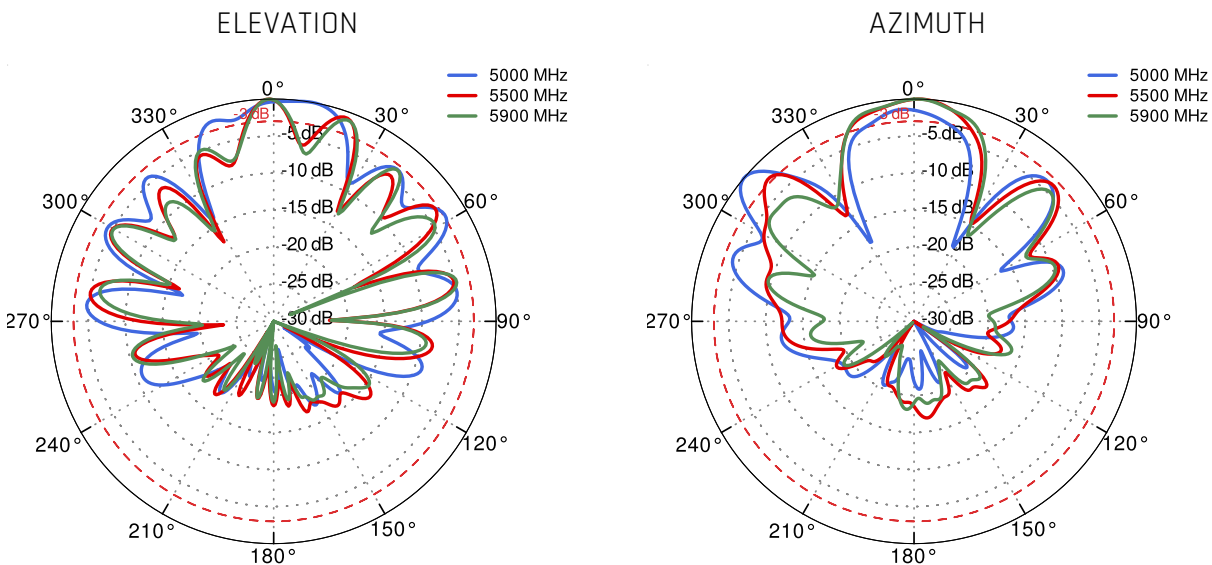 ELEVATION
5000 MHz
5500 MHz
5900 MHz
0°
30°
60°
90°
120°
150°
180°
210°
240°
270°
300°
330°
-3 dB
-5 dB
-10 dB
-15 dB
-20 dB
-25 dB
-30 dB
AZIMUTH
5000 MHz
5500 MHz
5900 MHz
0°
30°
60°
90°
120°
150°
180°
210°
240°
270°
300°
330°
-3 dB
-5 dB
-10 dB
-15 dB
-20 dB
-25 dB
-30 dB